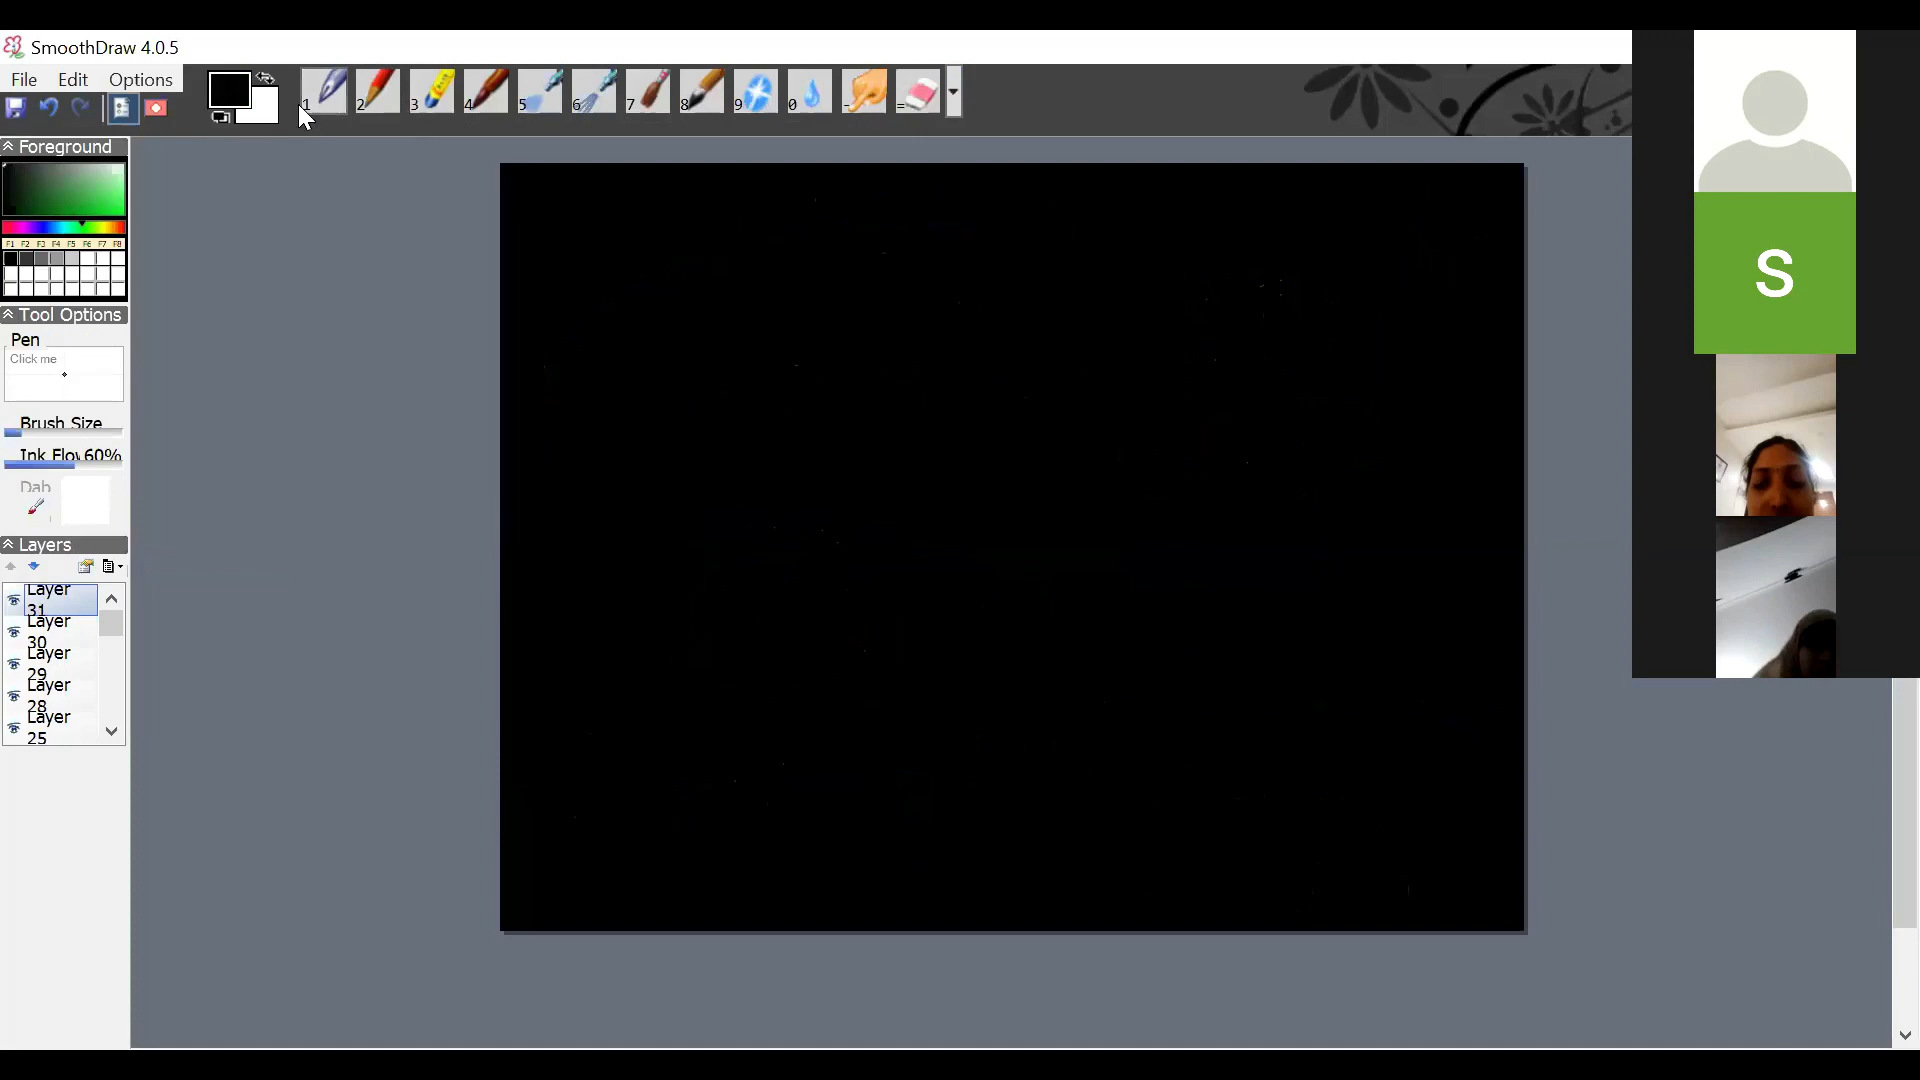 SmoothDraw 4.0.5
File Edit Options
1 2 3 4 5 6 7 8 9 0 - =
Foreground
F1 F2 F3 F4 F5 F6 F7 F8
Tool Options
Pen
Click me
Brush Size
Ink Flow 60%
Dab
Layers
Layer 31
Layer 30
Layer 29
Layer 28
Layer 25
S